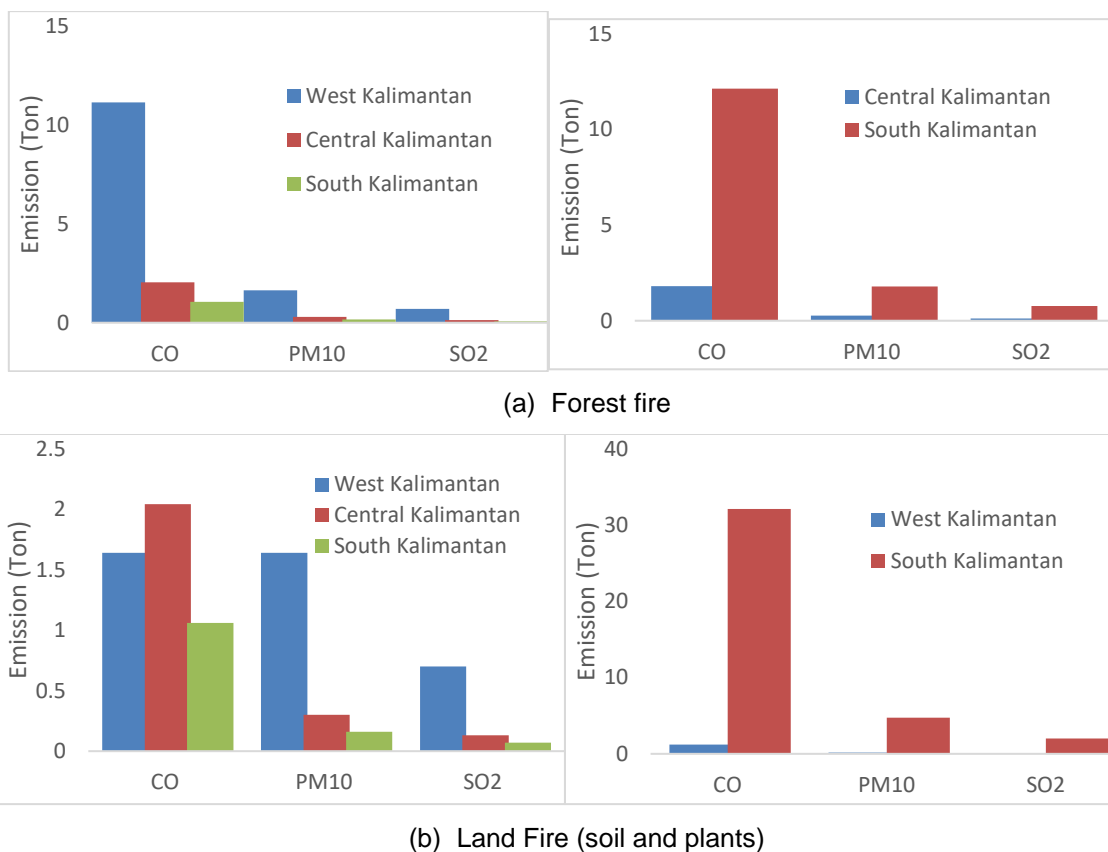 15
10
5
0
Emission (Ton)
West Kalimantan
Central Kalimantan
South Kalimantan
CO PM10 SO2
15
10
5
0
Emission (Ton)
Central Kalimantan
South Kalimantan
CO PM10 SO2
(a) Forest fire
2.5
2
1.5
1
0.5
0
Emission (Ton)
West Kalimantan
Central Kalimantan
South Kalimantan
CO PM10 SO2
40
30
20
10
0
Emission (Ton)
West Kalimantan
South Kalimantan
CO PM10 SO2
(b) Land Fire (soil and plants)